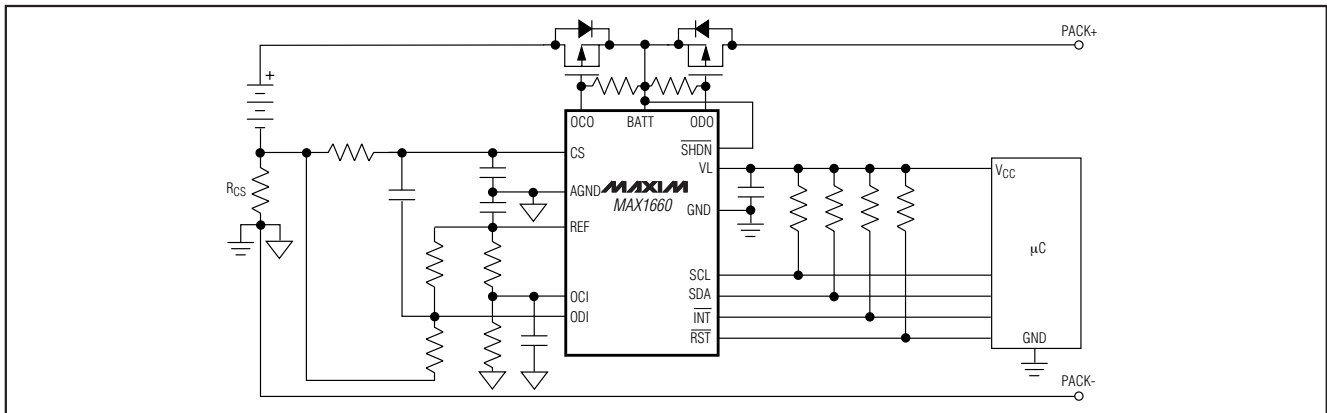 PACK+
+
OCO BATT ODO
SHDN
CS
VL
VCC
RCS
AGND
MAXIM
MAX1660
GND
REF
µC
SCL
SDA
OCI
ODI
INT
RST
GND
PACK-